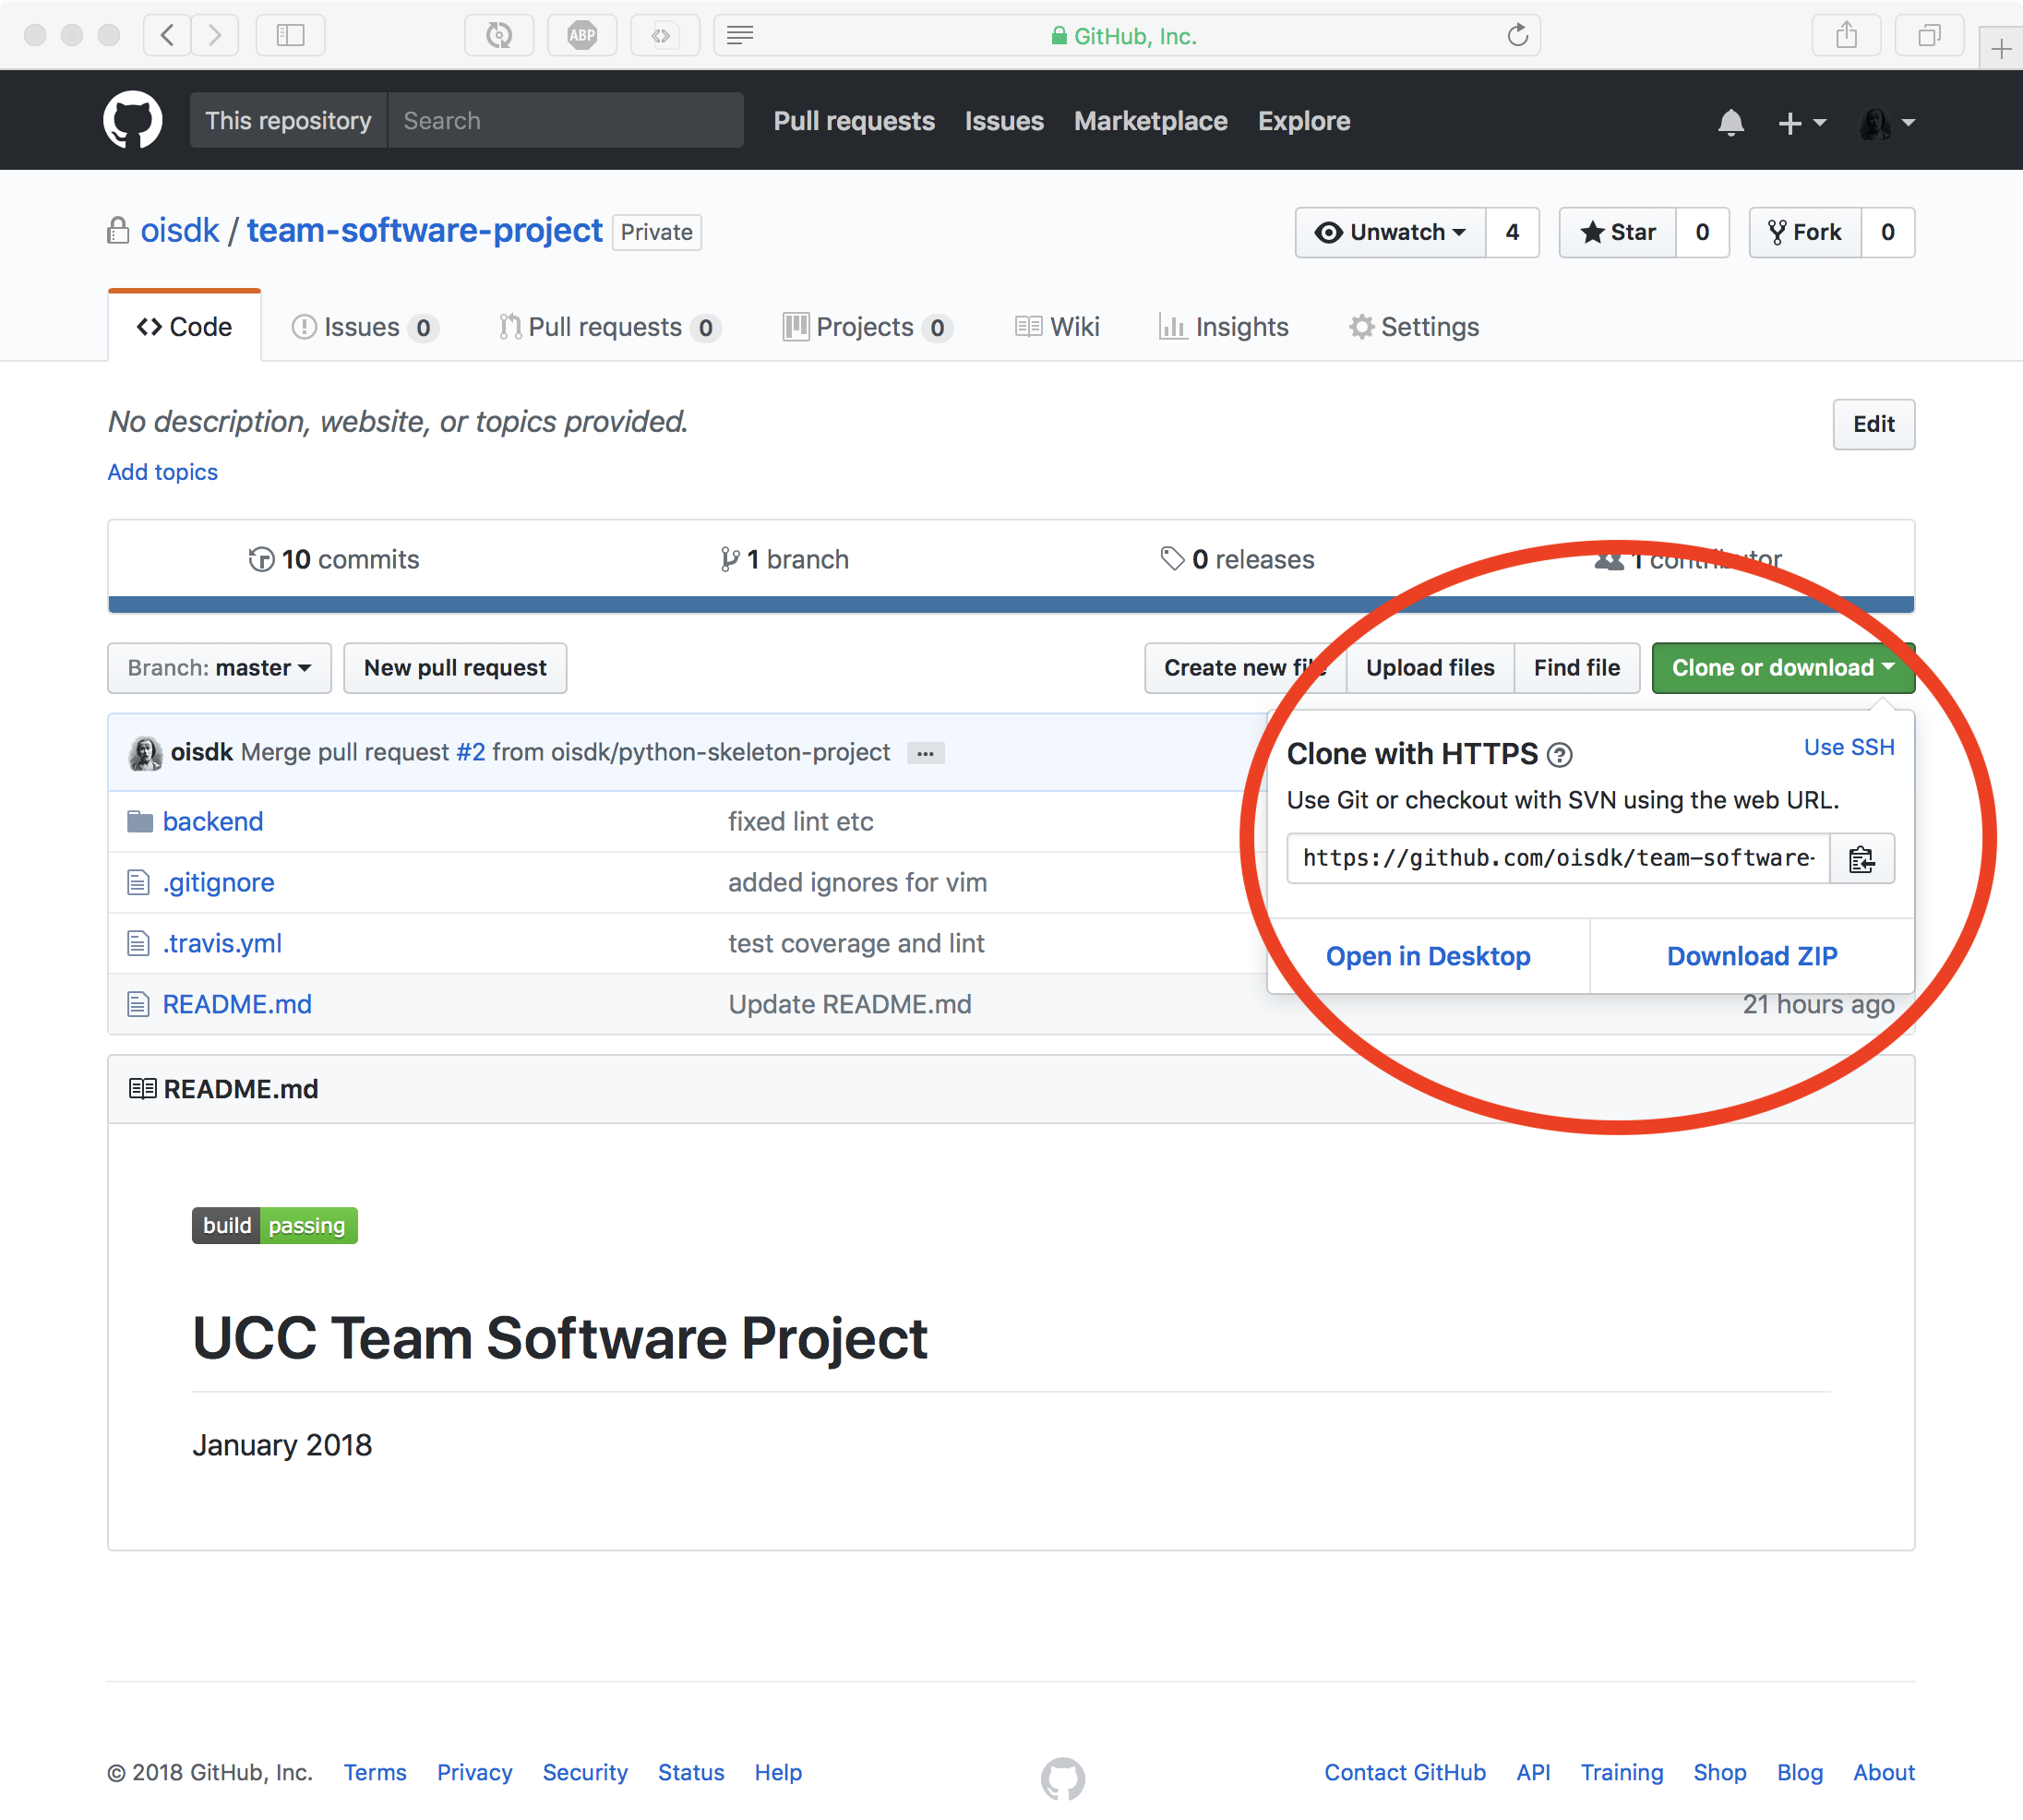 ABP GitHub, Inc.
This repository Search Pull requests Issues Marketplace Explore
oisdk / team-software-project Private Unwatch 4 Star 0 Fork 0
Code Issues 0 Pull requests 0 Projects 0 Wiki Insights Settings
No description, website, or topics provided. Edit
Add topics
10 commits 1 branch 0 releases 1 contributor
Branch: master New pull request Create new file Upload files Find file Clone or download
oisdk Merge pull request #2 from oisdk/python-skeleton-project ...
Clone with HTTPS ? Use SSH
Use Git or checkout with SVN using the web URL.
https://github.com/oisdk/team-software-
Open in Desktop Download ZIP
backend fixed lint etc
.gitignore added ignores for vim
.travis.yml test coverage and lint
README.md Update README.md 21 hours ago
README.md
build passing
UCC Team Software Project
January 2018
© 2018 GitHub, Inc. Terms Privacy Security Status Help Contact GitHub API Training Shop Blog About